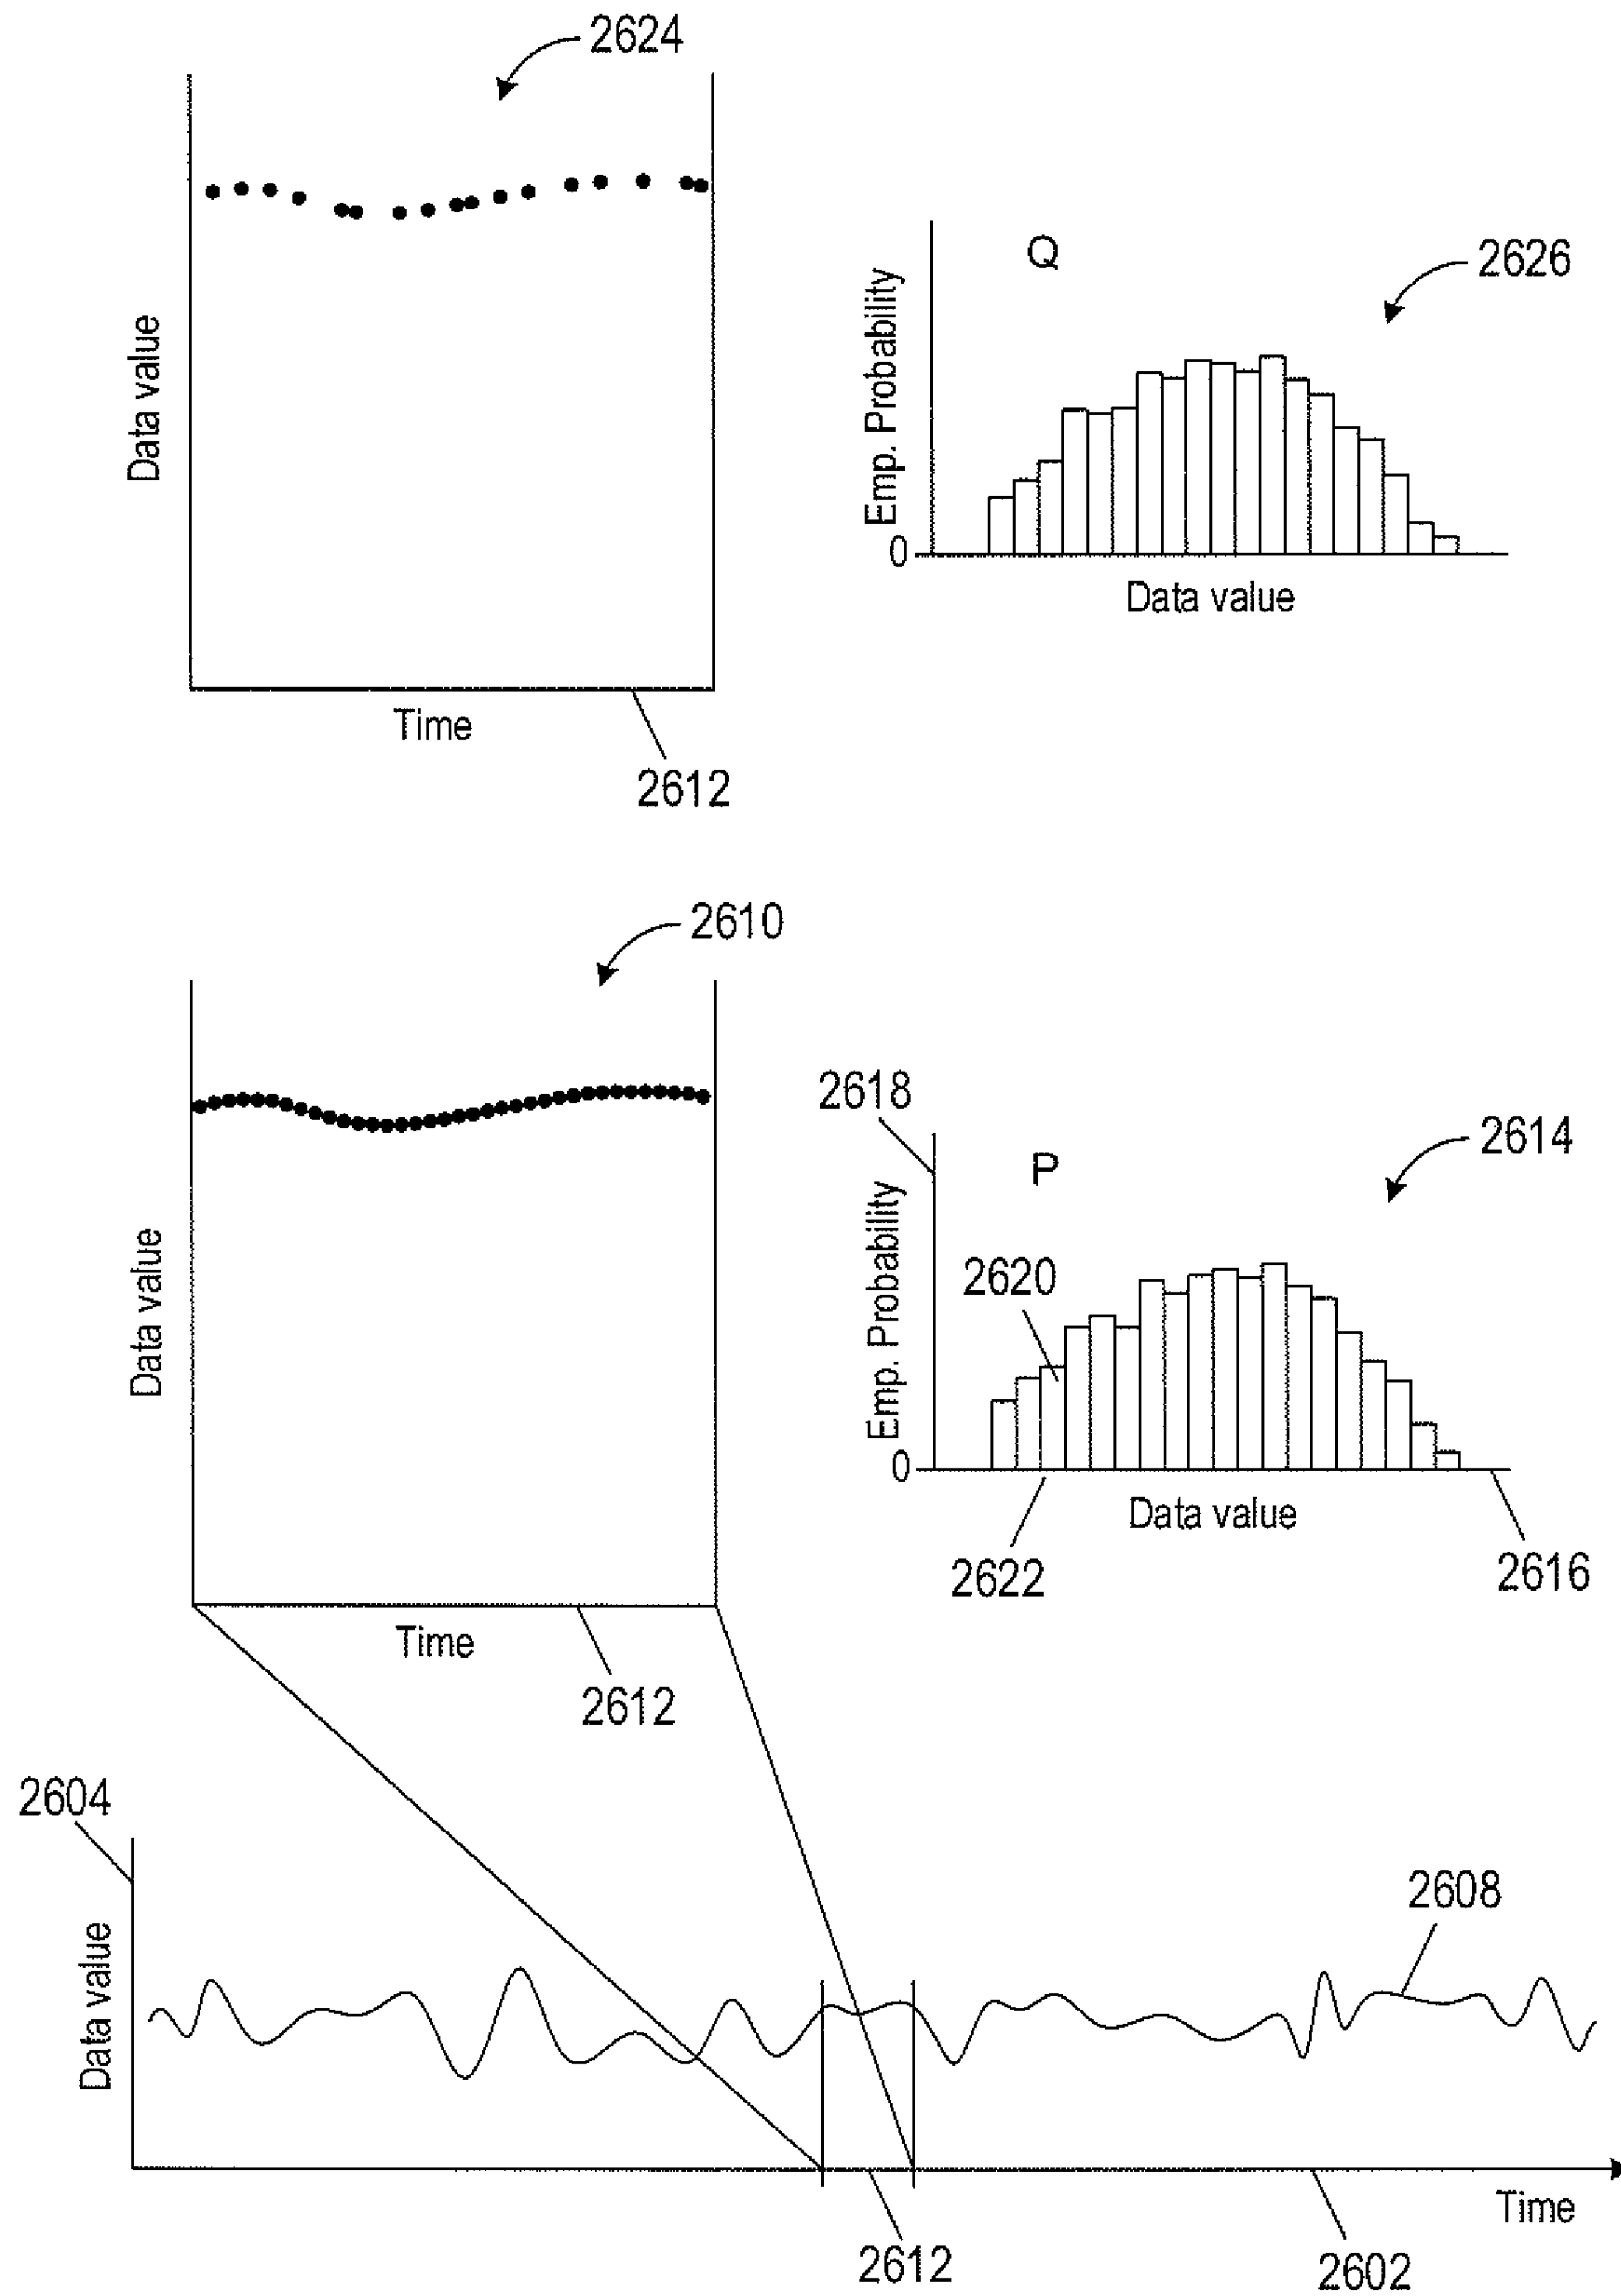 2624
Data value
Time
2612
Q
2626
Emp. Probability
0
Data value
2610
Data value
Time
2612
2618
P
2614
2620
Emp. Probability
0
Data value
2622
2616
2604
2608
Data value
Time
2612
2602